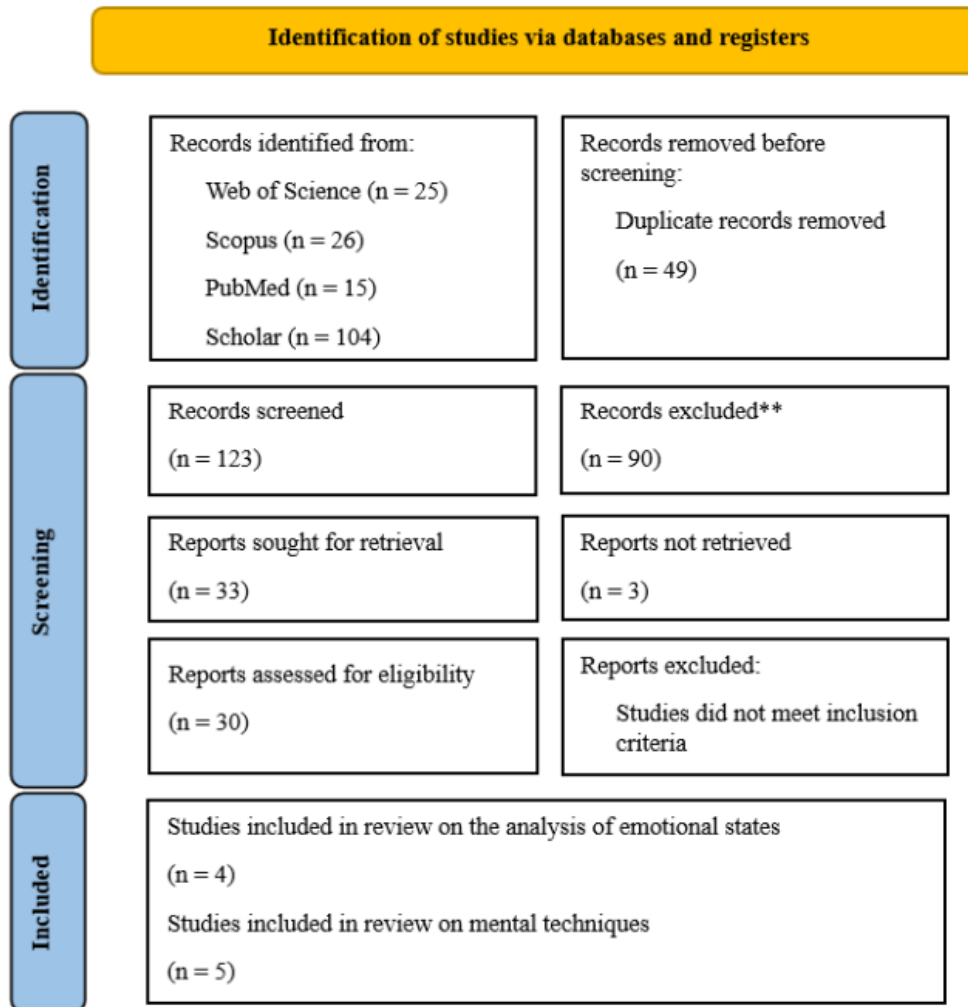 Identification of studies via databases and registers
Identification
Records identified from:
Web of Science (n = 25)
Scopus (n = 26)
PubMed (n = 15)
Scholar (n = 104)
Records removed before
screening:
Duplicate records removed
(n = 49)
Screening
Records screened
(n = 123)
Records excluded**
(n = 90)
Reports sought for retrieval
(n = 33)
Reports not retrieved
(n = 3)
Reports assessed for eligibility
(n = 30)
Reports excluded:
Studies did not meet inclusion
criteria
Included
Studies included in review on the analysis of emotional states
(n = 4)
Studies included in review on mental techniques
(n = 5)